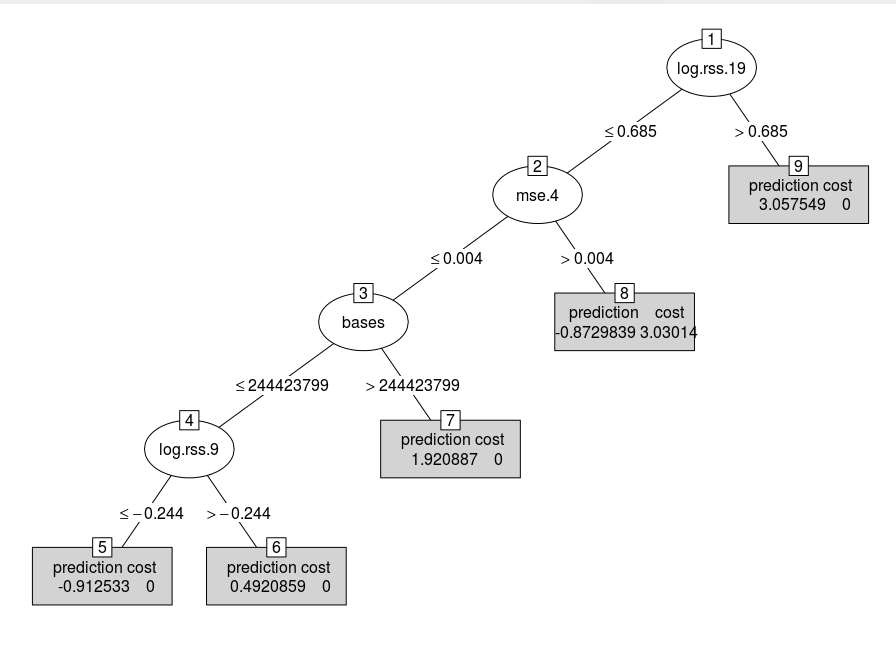 1
log.rss.19
≤ 0.685
> 0.685
2
mse.4
9
prediction cost
3.057549 0
≤ 0.004
> 0.004
3
bases
8
prediction cost
-0.8729839 3.03014
≤ 244423799
> 244423799
4
log.rss.9
7
prediction cost
1.920887 0
≤ −0.244
> −0.244
5
prediction cost
-0.912533 0
6
prediction cost
0.4920859 0